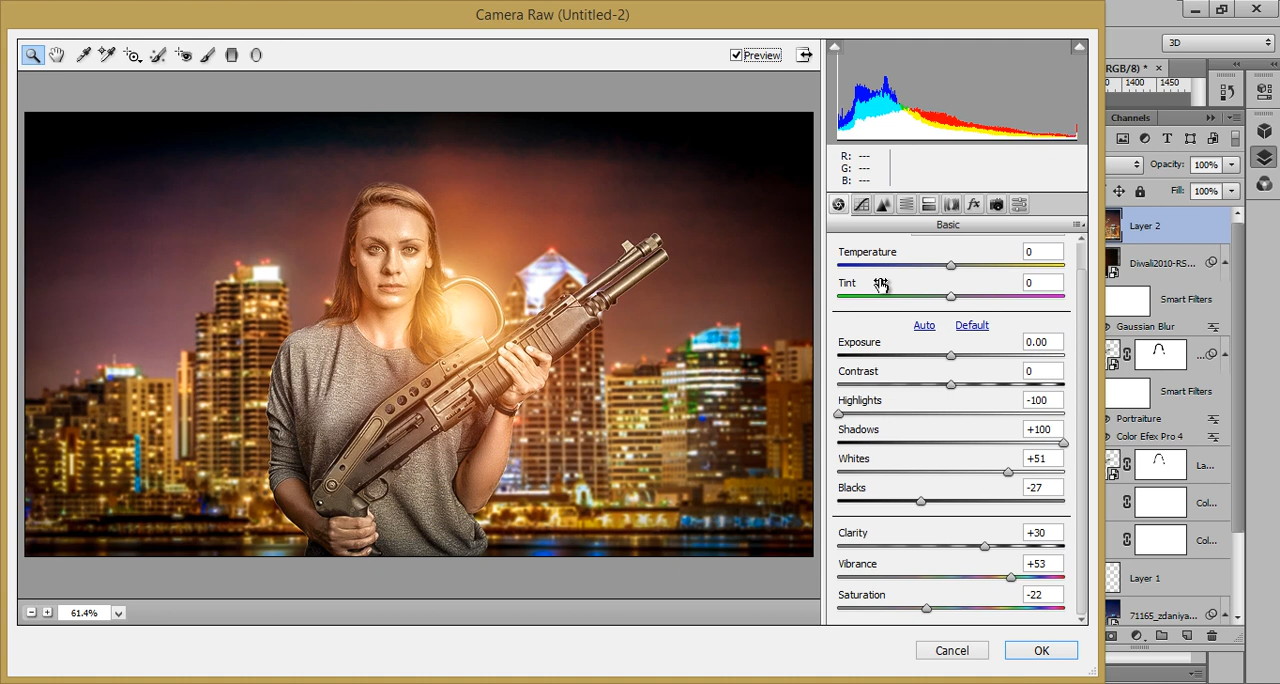 Camera Raw (Untitled-2)
Preview
R: ---
G: ---
B: ---
Basic
Temperature 0
Tint 0
Auto Default
Exposure 0.00
Contrast 0
Highlights -100
Shadows +100
Whites +51
Blacks -27
Clarity +30
Vibrance +53
Saturation -22
61.4%
Cancel OK
3D
RGB/8) * ×
0 1400 1450
Channels
Opacity: 100%
Fill: 100%
Layer 2
Diwali2010-RS...
Smart Filters
Gaussian Blur
...
Smart Filters
Portraiture
Color Efex Pro 4
La...
Col...
Col...
Layer 1
71165_zdaniya...